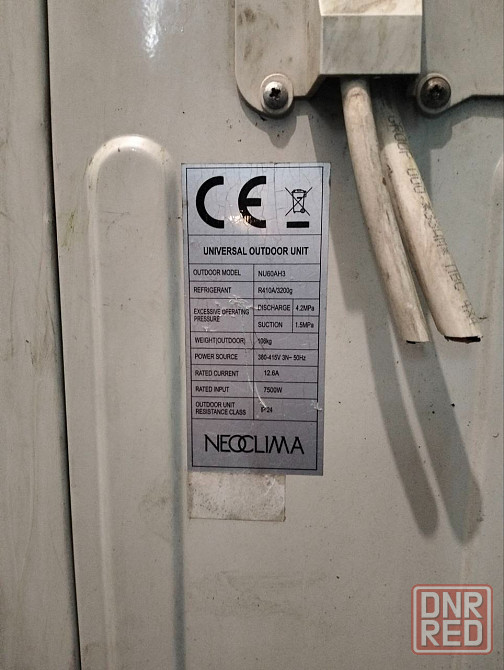 CE
UNIVERSAL OUTDOOR UNIT
OUTDOOR MODEL NU60AH3
REFRIGERANT R410A/3200g
EXCESSIVE OPERATING PRESSURE DISCHARGE 4.2MPa
SUCTION 1.5MPa
WEIGHT(OUTDOOR) 106kg
POWER SOURCE 380-415V 3N~ 50Hz
RATED CURRENT 12.6A
RATED INPUT 7500W
OUTDOOR UNIT RESISTANCE CLASS IP24
NEOCLIMA
DNR
RED